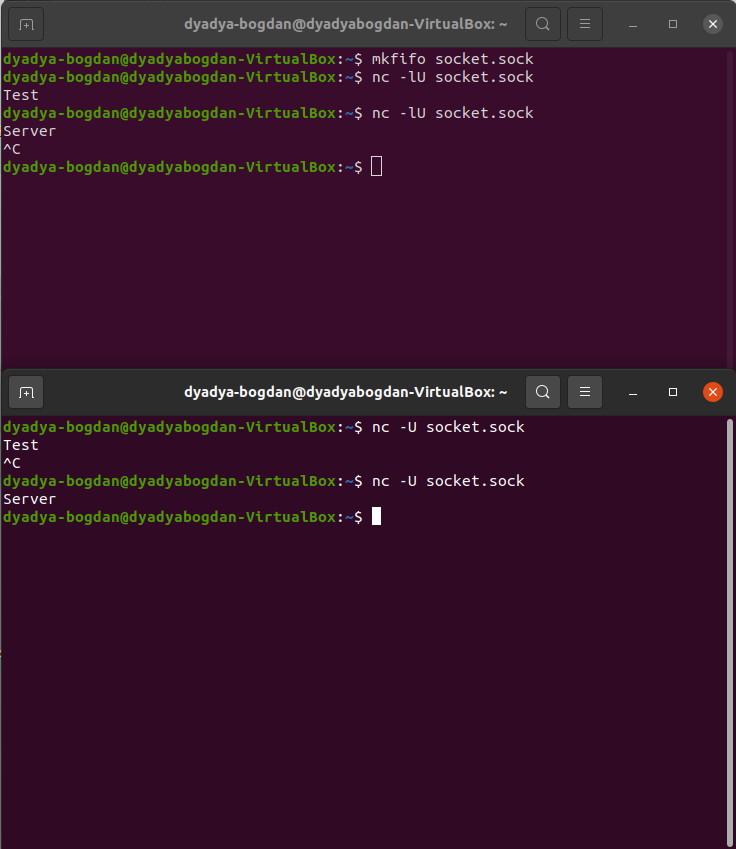 dyadya-bogdan@dyadyabogdan-VirtualBox: ~
dyadya-bogdan@dyadyabogdan-VirtualBox:~$ mkfifo socket.sock
dyadya-bogdan@dyadyabogdan-VirtualBox:~$ nc -lU socket.sock
Test
dyadya-bogdan@dyadyabogdan-VirtualBox:~$ nc -lU socket.sock
Server
^C
dyadya-bogdan@dyadyabogdan-VirtualBox:~$
dyadya-bogdan@dyadyabogdan-VirtualBox: ~
dyadya-bogdan@dyadyabogdan-VirtualBox:~$ nc -U socket.sock
Test
^C
dyadya-bogdan@dyadyabogdan-VirtualBox:~$ nc -U socket.sock
Server
dyadya-bogdan@dyadyabogdan-VirtualBox:~$